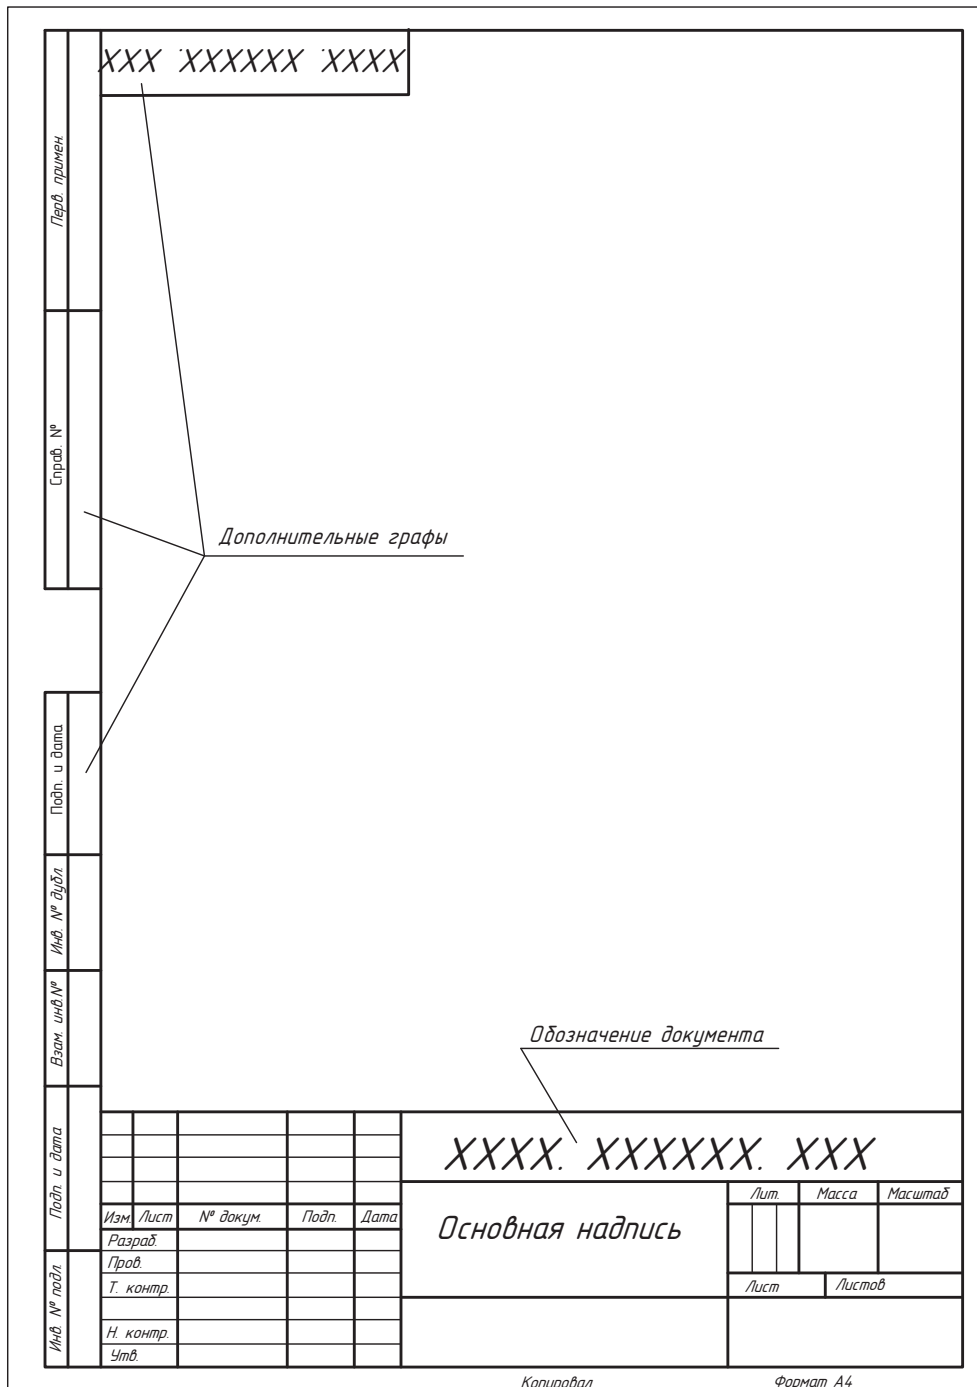 XXX .XXXXXX .XXXX
Перв. примен.
Справ. №
Дополнительные графы
Подп. и дата
Инв. № дубл.
Взам. инв.№
Подп. и дата
Инв. № подл.
Обозначение документа
XXXX. XXXXXX. XXX
Изм. Лист № докум. Подп. Дата
Разраб.
Пров.
Т. контр.
Н. контр.
Утв.
Основная надпись
Лит. Масса Масштаб
Лист Листов
Копировал Формат А4